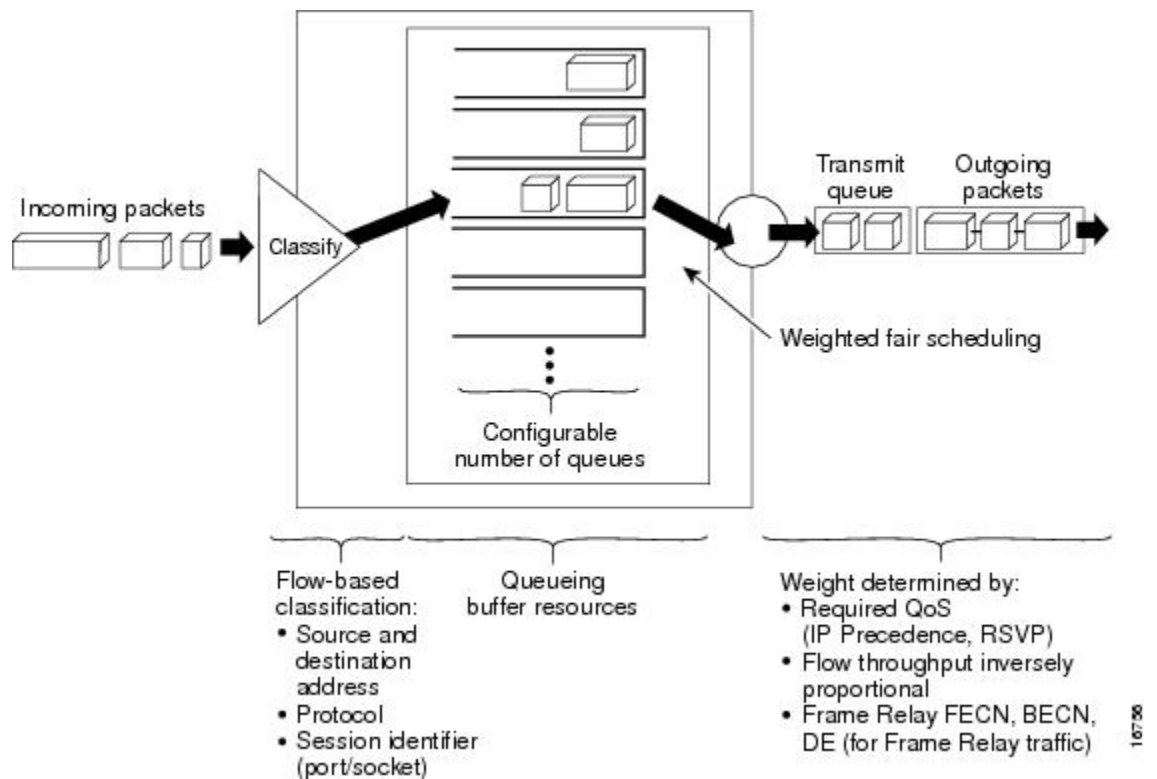 Incoming packets
Classify
Transmit
queue
Outgoing
packets
Weighted fair scheduling
Configurable
number of queues
Flow-based
classification:
• Source and
destination
address
• Protocol
• Session identifier
(port/socket)
Queueing
buffer resources
Weight determined by:
• Required QoS
(IP Precedence, RSVP)
• Flow throughput inversely
proportional
• Frame Relay FECN, BECN,
DE (for Frame Relay traffic)
16756